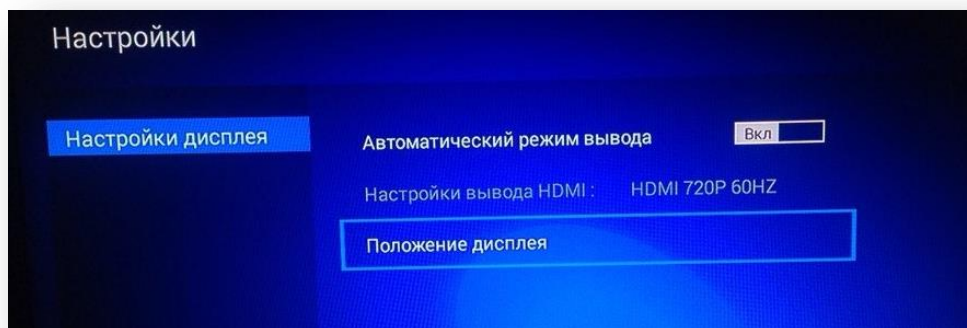 Настройки
Настройки дисплея
Автоматический режим вывода Вкл
Настройки вывода HDMI : HDMI 720P 60HZ
Положение дисплея